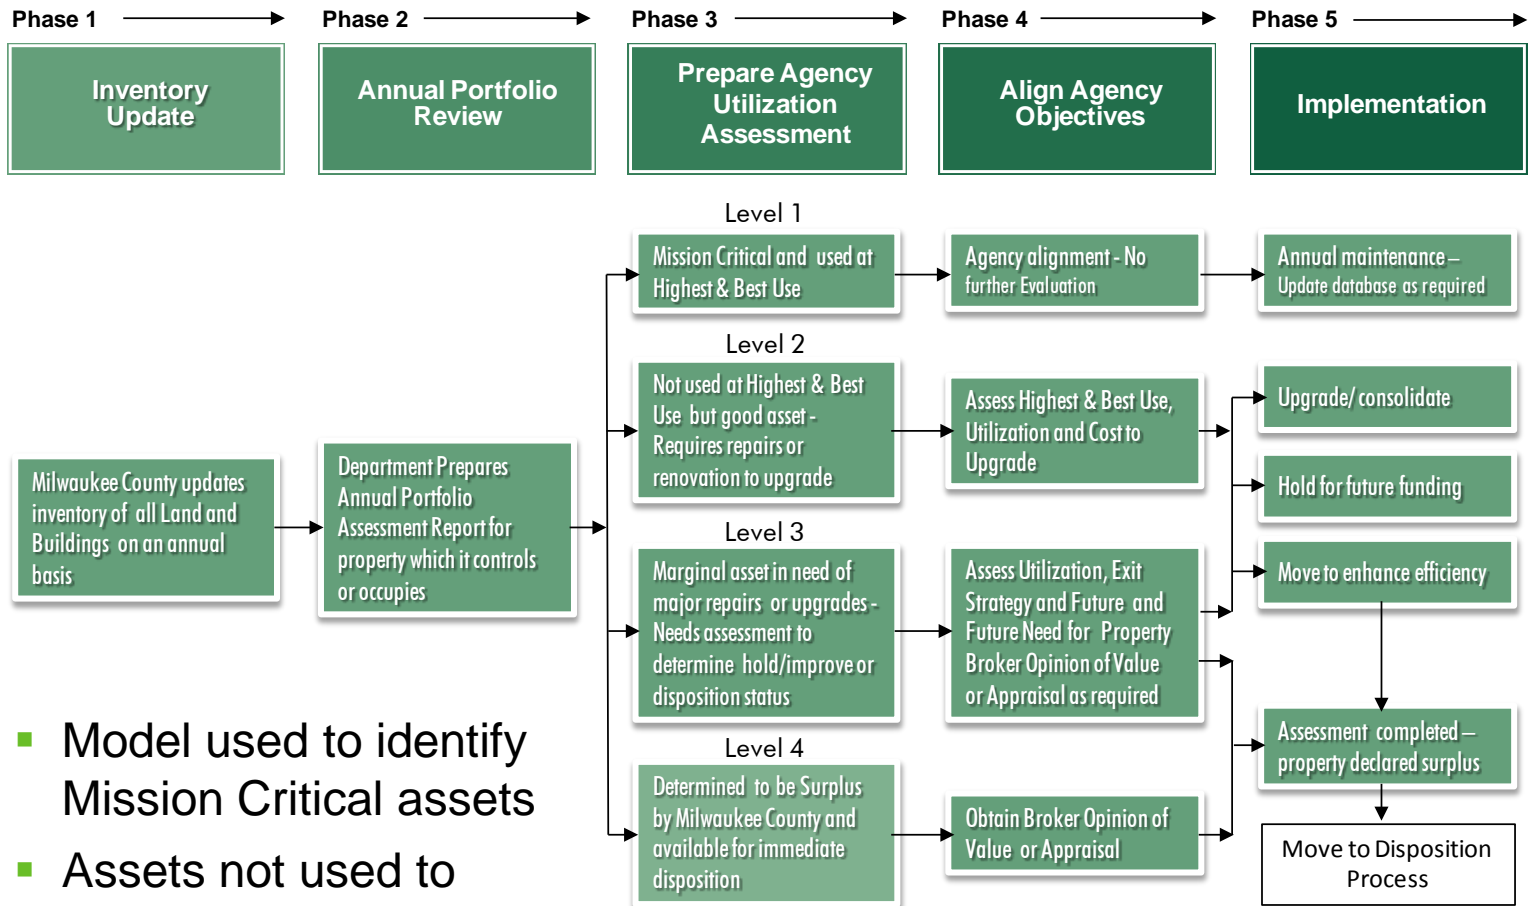 Phase 1
Phase 2
Phase 3
Phase 4
Phase 5
Inventory
Update
Annual Portfolio
Review
Prepare Agency
Utilization
Assessment
Align Agency
Objectives
Implementation
Level 1
Mission Critical and used at
Highest & Best Use
Agency alignment - No
further Evaluation
Annual maintenance –
Update database as required
Level 2
Not used at Highest & Best
Use but good asset -
Requires repairs or
renovation to upgrade
Assess Highest & Best Use,
Utilization and Cost to
Upgrade
Upgrade/ consolidate
Hold for future funding
Move to enhance efficiency
Milwaukee County updates
inventory of all Land and
Buildings on an annual
basis
Department Prepares
Annual Portfolio
Assessment Report for
property which it controls
or occupies
Level 3
Marginal asset in need of
major repairs or upgrades -
Needs assessment to
determine hold/improve or
disposition status
Assess Utilization, Exit
Strategy and Future and
Future Need for Property
Broker Opinion of Value
or Appraisal as required
Assessment completed –
property declared surplus
Level 4
Determined to be Surplus
by Milwaukee County and
available for immediate
disposition
Obtain Broker Opinion of
Value or Appraisal
Move to Disposition
Process
▪ Model used to identify
Mission Critical assets
▪ Assets not used to